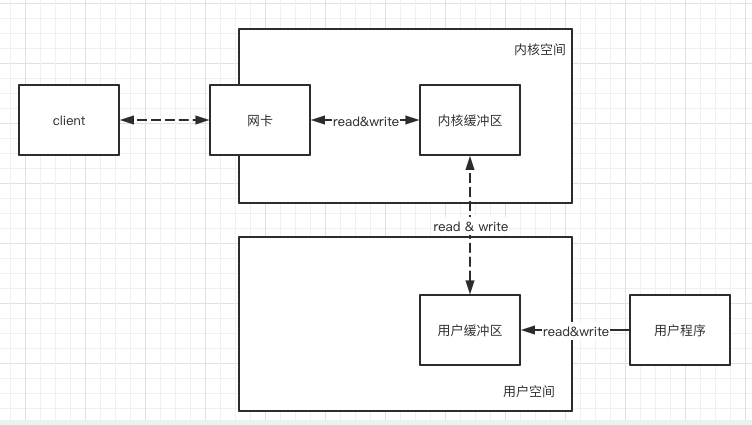 内核空间
client
网卡
read&write
内核缓冲区
read & write
用户缓冲区
read&write
用户程序
用户空间